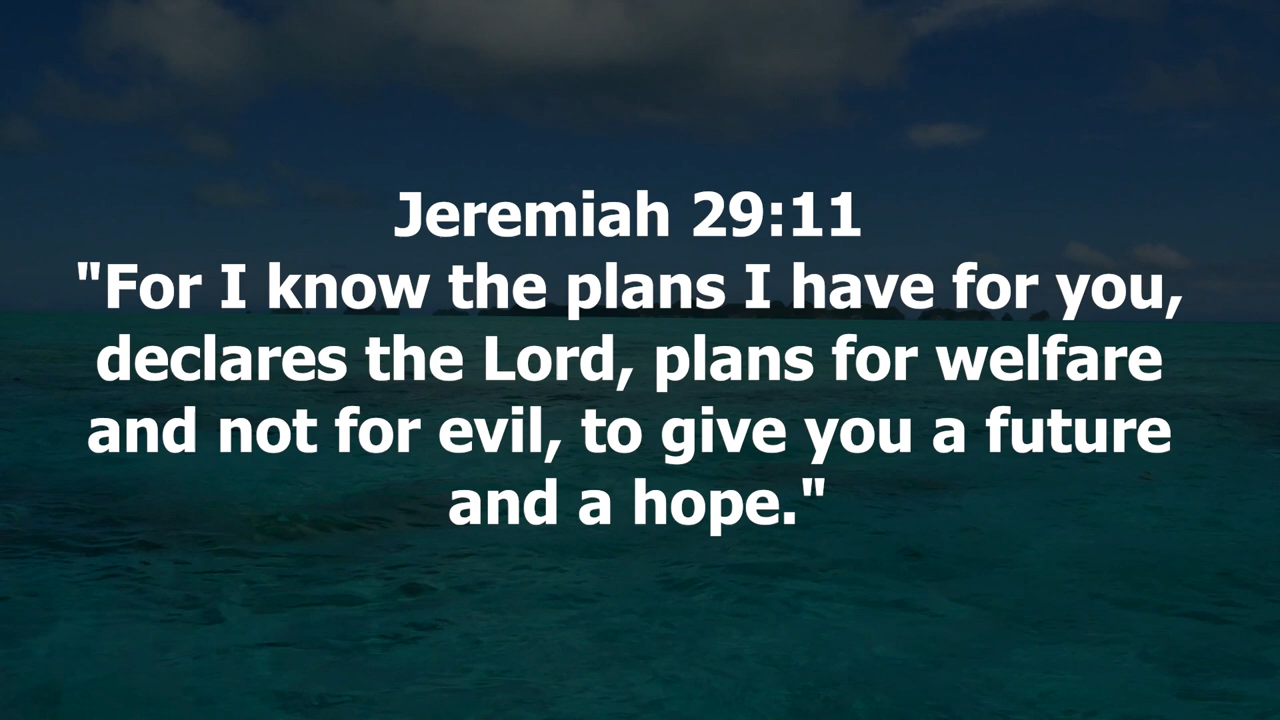 Jeremiah 29:11
"For I know the plans I have for you,
declares the Lord, plans for welfare
and not for evil, to give you a future
and a hope."